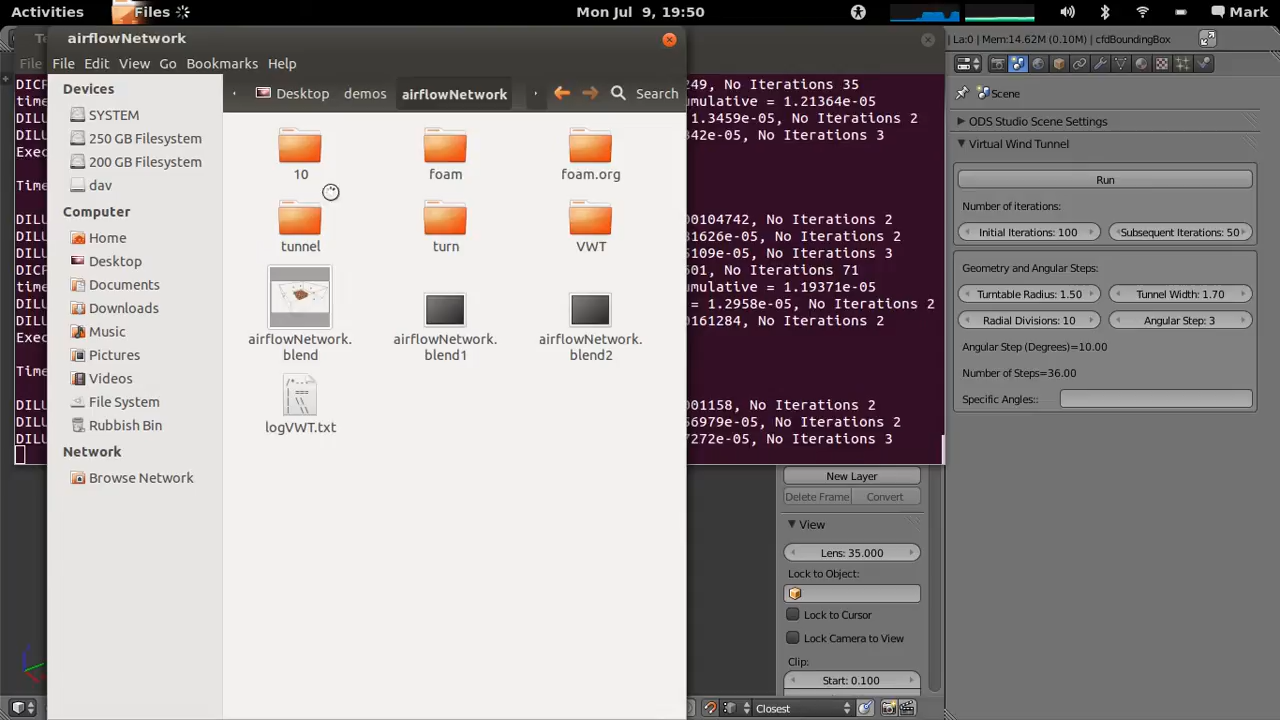 Activities
Files
Mon Jul 9, 19:50
Mark
airflowNetwork
La:0 | Mem:14.62M (0.10M) | cfdBoundingBox
File
File Edit View Go Bookmarks Help
Devices
SYSTEM
250 GB Filesystem
200 GB Filesystem
dav
Computer
Home
Desktop
Documents
Downloads
Music
Pictures
Videos
File System
Rubbish Bin
Network
Browse Network
Desktop
demos
airflowNetwork
Search
10
foam
foam.org
tunnel
turn
VWT
airflowNetwork.
blend
airflowNetwork.
blend1
airflowNetwork.
blend2
logVWT.txt
249, No Iterations 35
umulative = 1.21364e-05
1.3459e-05, No Iterations 2
342e-05, No Iterations 3
00104742, No Iterations 2
81626e-05, No Iterations 2
5109e-05, No Iterations 3
601, No Iterations 71
umulative = 1.19371e-05
= 1.2958e-05, No Iterations 2
0161284, No Iterations 2
001158, No Iterations 2
56979e-05, No Iterations 2
7272e-05, No Iterations 3
New Layer
Delete Frame
Convert
View
Lens: 35.000
Lock to Object:
Lock to Cursor
Lock Camera to View
Clip:
Start: 0.100
Closest
Scene
ODS Studio Scene Settings
Virtual Wind Tunnel
Run
Number of iterations:
Initial Iterations: 100
Subsequent Iterations: 50
Geometry and Angular Steps:
Turntable Radius: 1.50
Tunnel Width: 1.70
Radial Divisions: 10
Angular Step: 3
Angular Step (Degrees)=10.00
Number of Steps=36.00
Specific Angles::